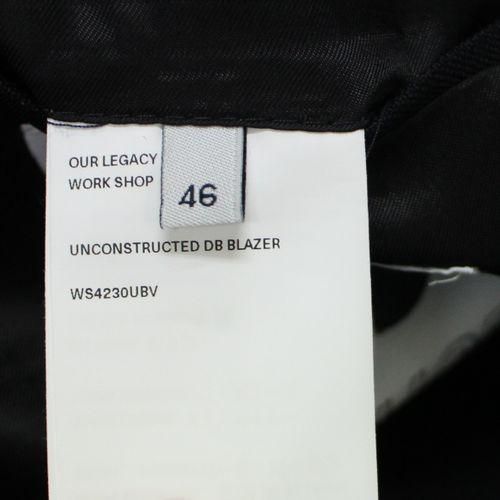 OUR LEGACY
WORK SHOP
46
UNCONSTRUCTED DB BLAZER
WS4230UBV